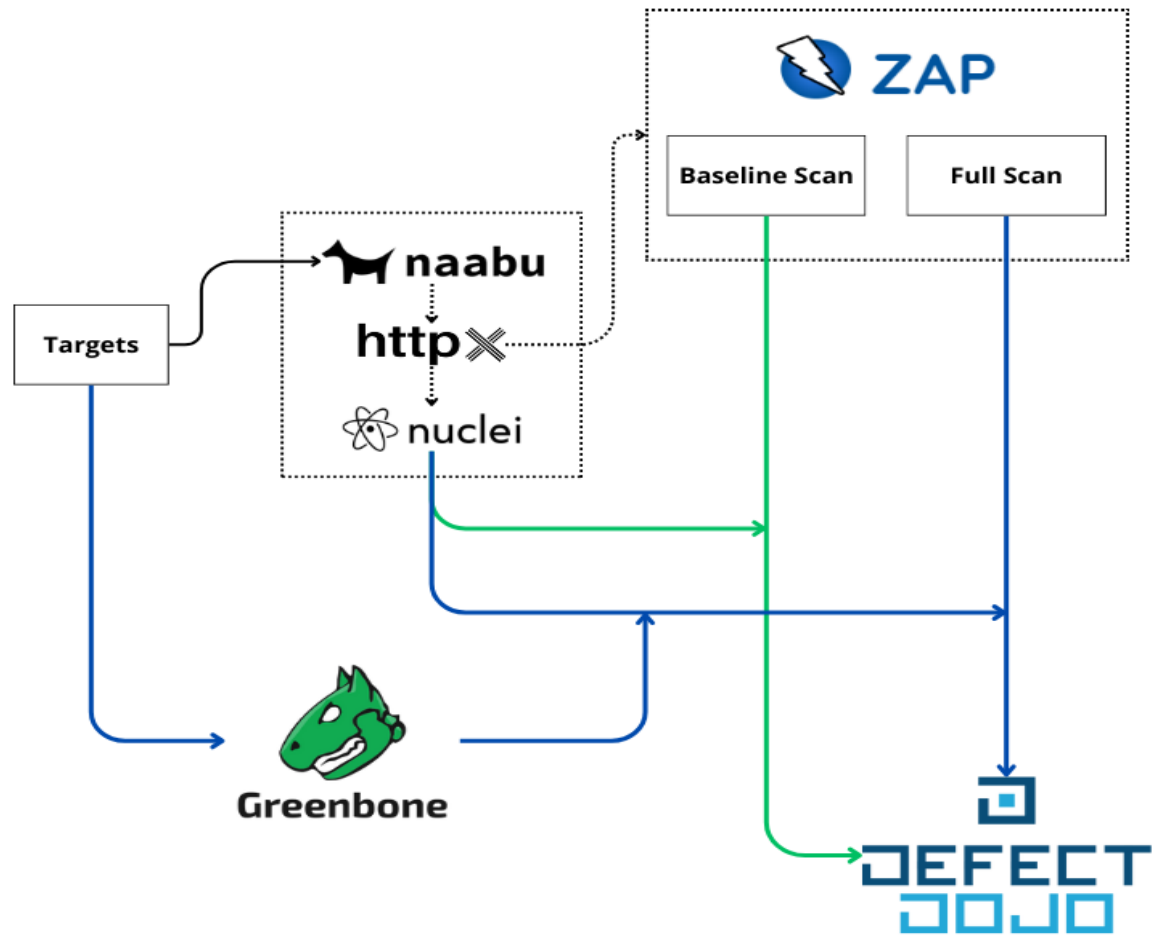 ZAP
Baseline Scan
Full Scan
naabu
Targets
httpx
nuclei
Greenbone
DEFECT
DOJO